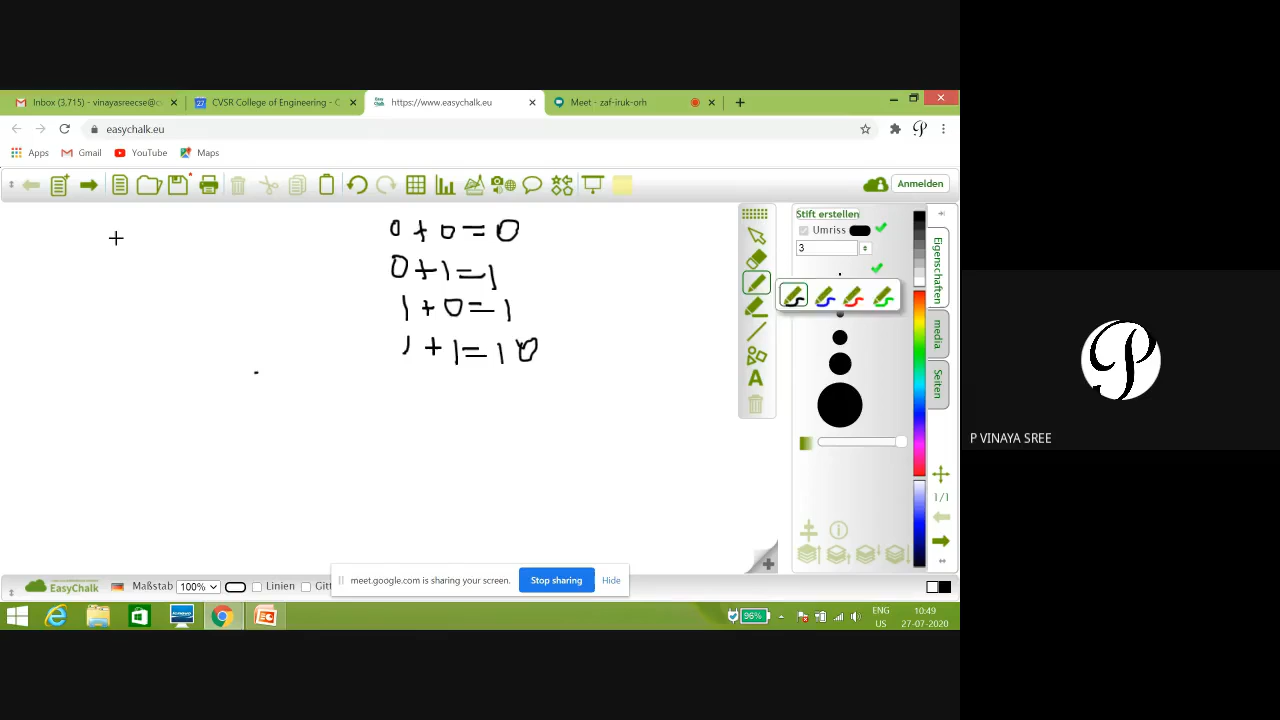 Inbox (3,715) - vinayasreecse@c
CVSR College of Engineering - C
https://www.easychalk.eu
Meet - zaf-iruk-orh
easychalk.eu
Apps
Gmail
YouTube
Maps
Anmelden
0 + 0 = 0
0 + 1 = 1
1 + 0 = 1
1 + 1 = 10
Stift erstellen
Umriss
3
Eigenschaften
media
Seiten
1/1
P
P VINAYA SREE
EasyChalk
Maßstab
100%
Linien
Gitt
meet.google.com is sharing your screen.
Stop sharing
Hide
96%
ENG
US
10:49
27-07-2020